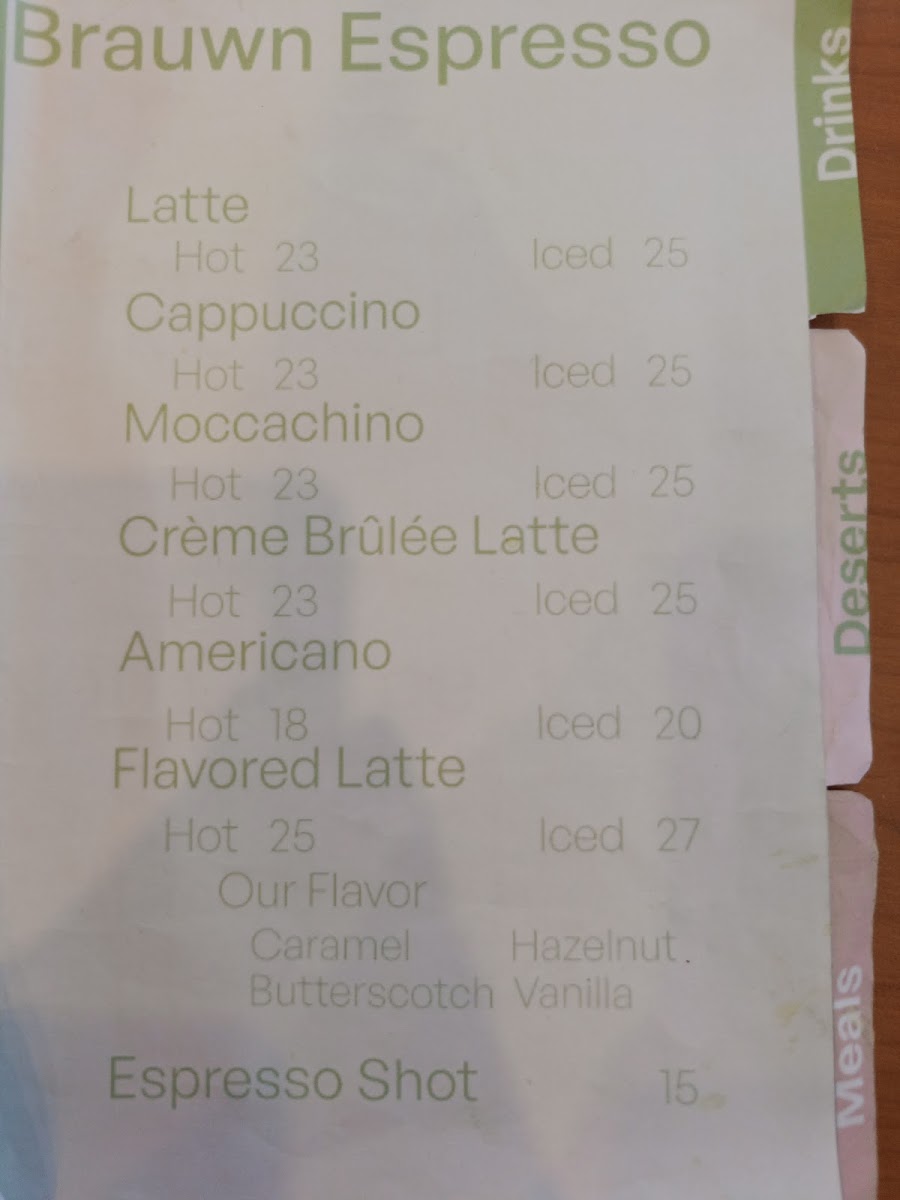 Brauwn Espresso
Drinks
Latte
Hot 23 Iced 25
Cappuccino
Hot 23 Iced 25
Moccachino
Hot 23 Iced 25
Deserts
Crème Brûlée Latte
Hot 23 Iced 25
Americano
Hot 18 Iced 20
Flavored Latte
Hot 25 Iced 27
Our Flavor
Caramel Hazelnut
Butterscotch Vanilla
Meals
Espresso Shot 15